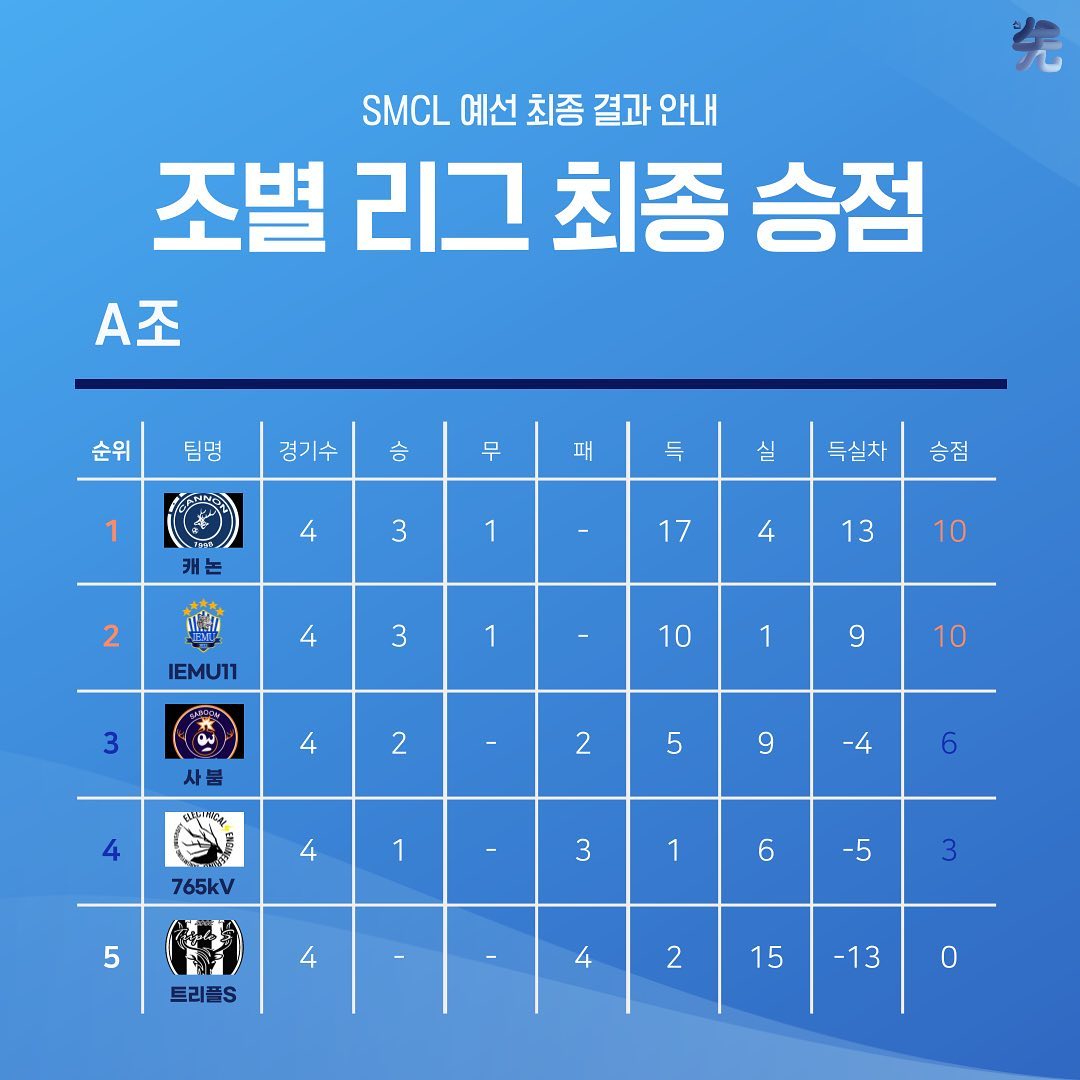 신
先
SMCL 예선 최종 결과 안내
조별 리그 최종 승점
A조
순위 팀명 경기수 승 무 패 득 실 득실차 승점
CANNON
1998
1 캐논 4 3 1 - 17 4 13 10
IEMU
2 IEMU11 4 3 1 - 10 1 9 10
SABOOM
3 사붐 4 2 - 2 5 9 -4 6
ELECTRICAL ENGINEERING
4 765kV 4 1 - 3 1 6 -5 3
Triple S
5 트리플S 4 - - 4 2 15 -13 0